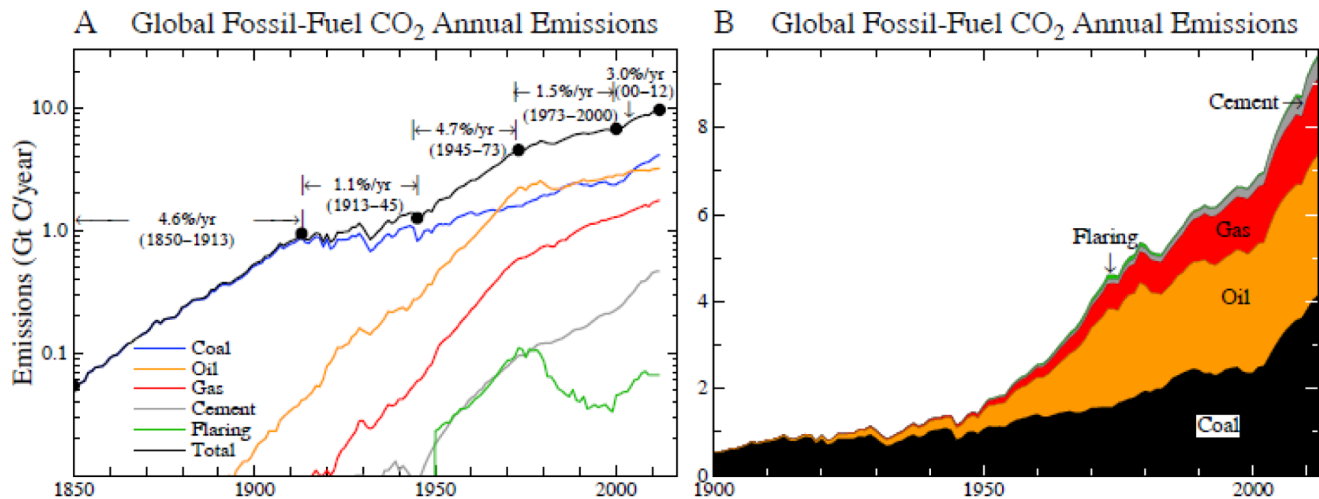 A Global Fossil-Fuel CO₂ Annual Emissions
Emissions (Gt C/year)
10.0
1.0
0.1
4.6%/yr
(1850−1913)
1.1%/yr
(1913−45)
4.7%/yr
(1945−73)
1.5%/yr
(1973−2000)
3.0%/yr
(00−12)
Coal
Oil
Gas
Cement
Flaring
Total
1850 1900 1950 2000
B Global Fossil-Fuel CO₂ Annual Emissions
8
6
4
2
0
Cement
Flaring
Gas
Oil
Coal
1900 1950 2000